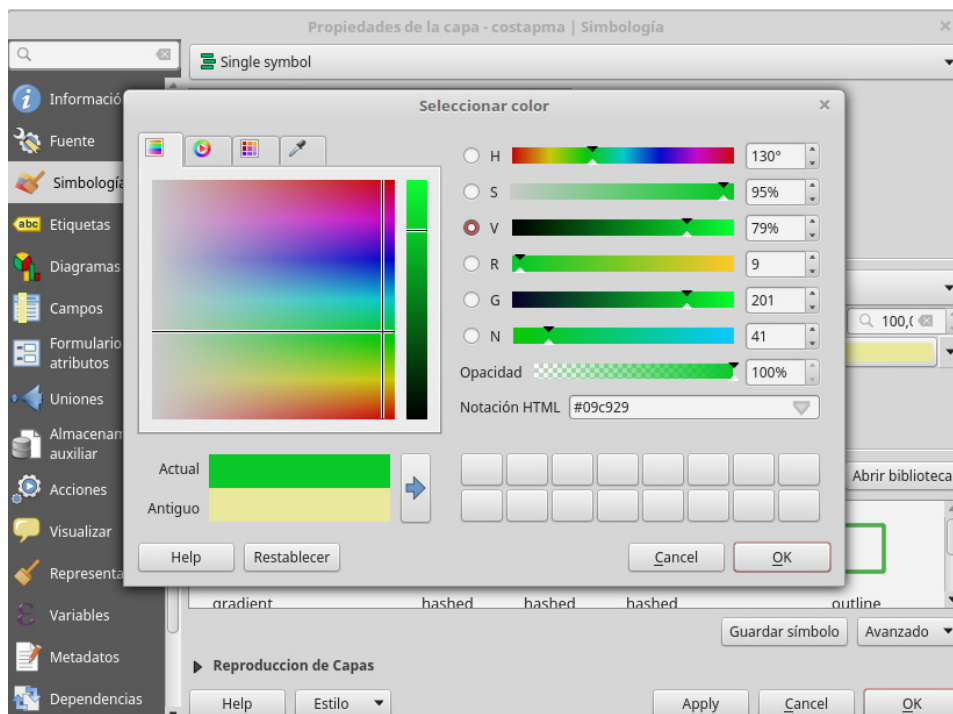 Propiedades de la capa - costapma | Simbología
Single symbol
Informació
Fuente
Simbología
Etiquetas
Diagramas
Campos
Formulario
atributos
Uniones
Almacenam
auxiliar
Acciones
Visualizar
Representa
Variables
Metadatos
Dependencias
abc
Seleccionar color
H 130°
S 95%
V 79%
R 9
G 201
N 41
Opacidad 100%
Notación HTML #09c929
Actual
Antiguo
Help Restablecer Cancel OK
100,(
Abrir biblioteca
gradient hashed hashed hashed outline
Guardar símbolo Avanzado
Reproduccion de Capas
Help Estilo Apply Cancel OK